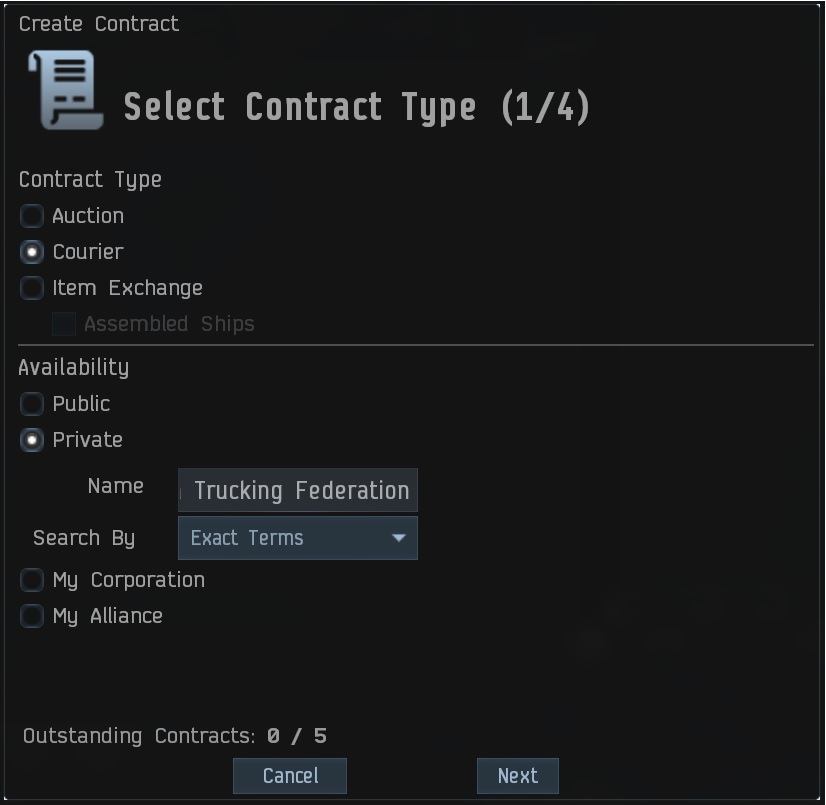 Create Contract
Select Contract Type (1/4)
Contract Type
Auction
Courier
Item Exchange
Assembled Ships
Availability
Public
Private
Name Trucking Federation
Search By Exact Terms
My Corporation
My Alliance
Outstanding Contracts: 0 / 5
Cancel Next